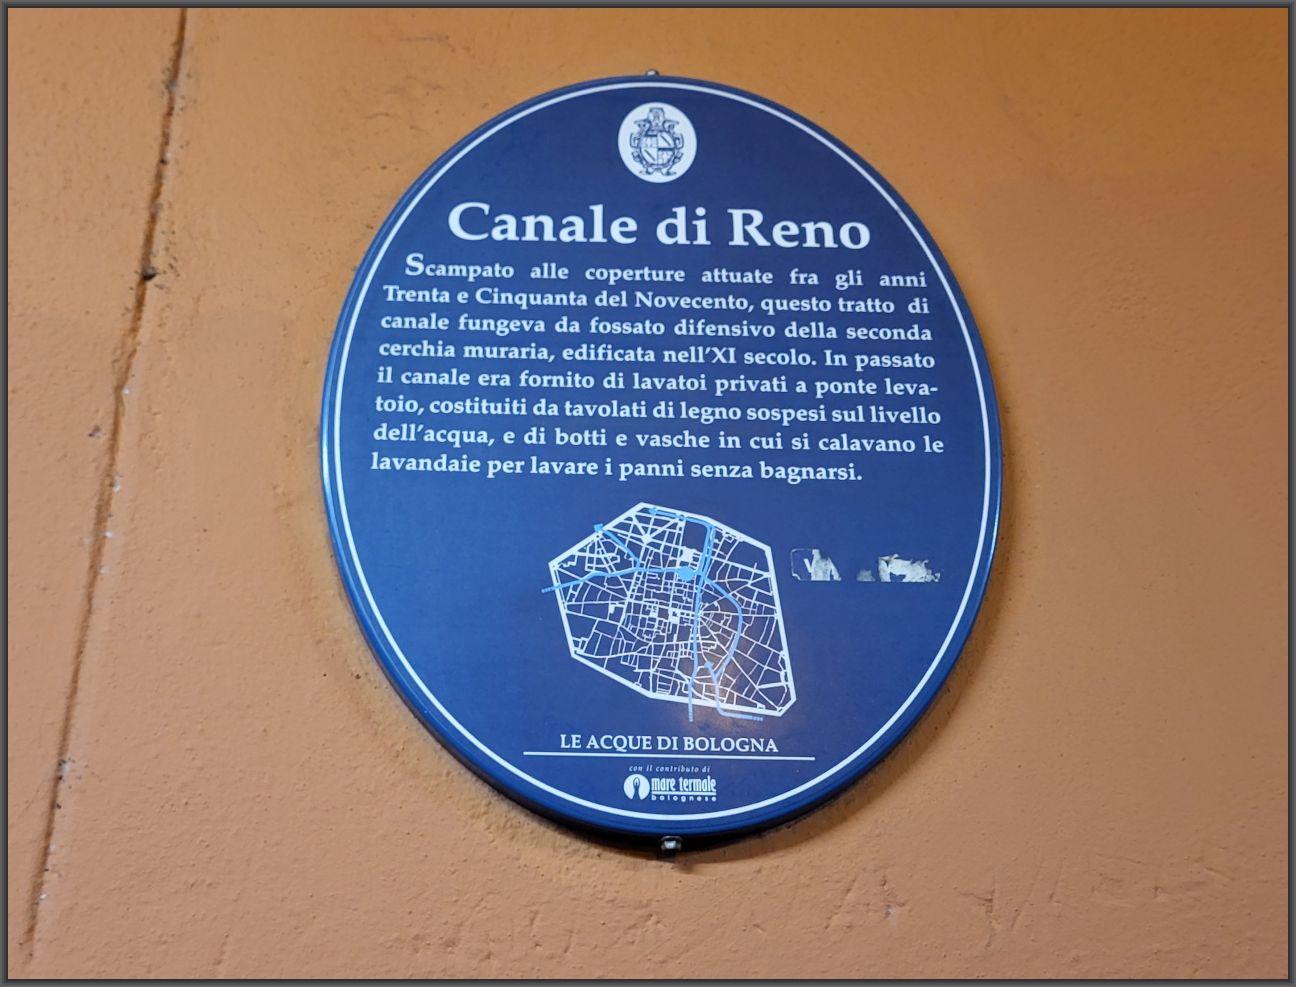 Canale di Reno
Scampato alle coperture attuate fra gli anni
Trenta e Cinquanta del Novecento, questo tratto di
canale fungeva da fossato difensivo della seconda
cerchia muraria, edificata nell'XI secolo. In passato
il canale era fornito di lavatoi privati a ponte leva-
toio, costituiti da tavolati di legno sospesi sul livello
dell'acqua, e di botti e vasche in cui si calavano le
lavandaie per lavare i panni senza bagnarsi.
LE ACQUE DI BOLOGNA
con il contributo di
mare termale
bolognese